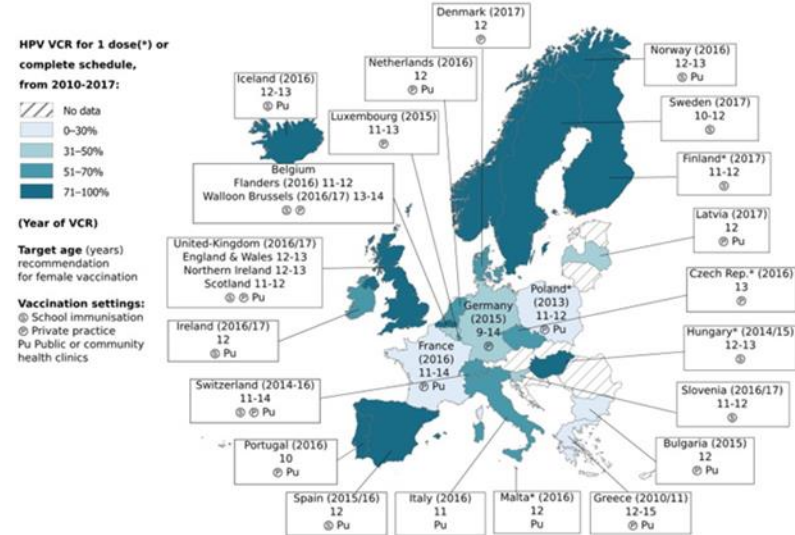 HPV VCR for 1 dose(*) or
complete schedule,
from 2010-2017:
No data
0–30%
31–50%
51–70%
71–100%
(Year of VCR)
Target age (years)
recommendation
for female vaccination
Vaccination settings:
Ⓢ School immunisation
Ⓟ Private practice
Pu Public or community
health clinics
Denmark (2017)
12
Ⓟ
Netherlands (2016)
12
Ⓟ Pu
Norway (2016)
12-13
Ⓢ Pu
Iceland (2016)
12-13
Ⓢ Pu
Luxembourg (2015)
11-13
Ⓟ
Sweden (2017)
10-12
Ⓢ
Finland* (2017)
11-12
Ⓢ
Belgium
Flanders (2016) 11-12
Walloon Brussels (2016/17) 13-14
Ⓢ Ⓟ
Latvia (2017)
12
Ⓟ Pu
United-Kingdom (2016/17)
England & Wales 12-13
Northern Ireland 12-13
Scotland 11-12
Ⓢ Ⓟ Pu
Czech Rep.* (2016)
13
Ⓟ
Poland*
(2013)
11-12
Ⓟ Pu
Germany
(2015)
9-14
Ⓟ
Ireland (2016/17)
12
Ⓢ Pu
Hungary* (2014/15)
12-13
Ⓢ
France
(2016)
11-14
Ⓟ Pu
Switzerland (2014-16)
11-14
Ⓢ Ⓟ Pu
Slovenia (2016/17)
11-12
Ⓢ
Portugal (2016)
10
Ⓟ Pu
Bulgaria (2015)
12
Ⓟ Pu
Spain (2015/16)
12
Ⓢ Pu
Italy (2016)
11
Pu
Malta* (2016)
12
Pu
Greece (2010/11)
12-15
Ⓟ Pu